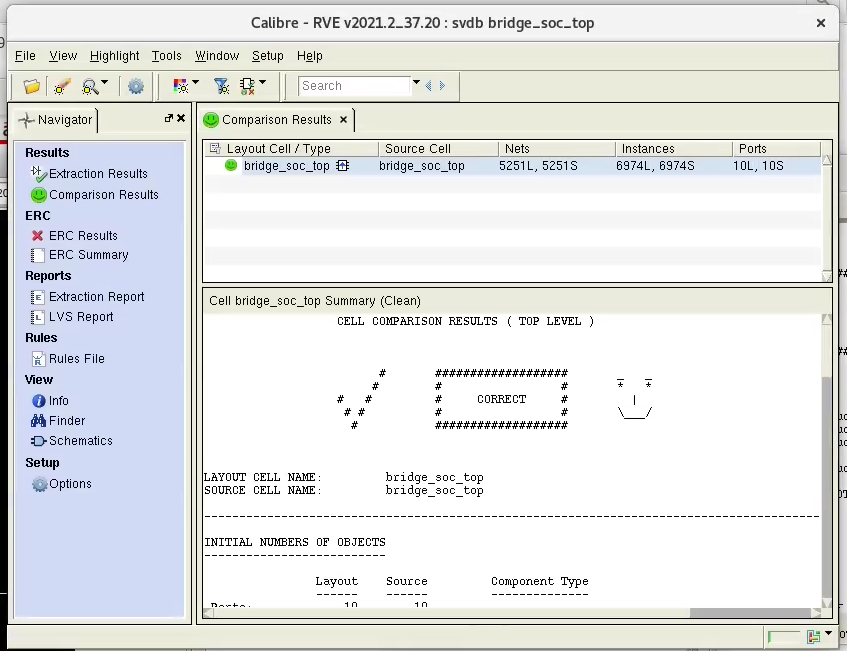 Calibre - RVE v2021.2_37.20 : svdb bridge_soc_top
File View Highlight Tools Window Setup Help
Search
Navigator
Results
Extraction Results
Comparison Results
ERC
ERC Results
ERC Summary
Reports
Extraction Report
LVS Report
Rules
Rules File
View
Info
Finder
Schematics
Setup
Options
Comparison Results
Layout Cell / Type Source Cell Nets Instances Ports
bridge_soc_top bridge_soc_top 5251L, 5251S 6974L, 6974S 10L, 10S
Cell bridge_soc_top Summary (Clean)
CELL COMPARISON RESULTS ( TOP LEVEL )
# ################### _ _
# # # * *
# # # CORRECT # |
# # # # \___/
# ###################
LAYOUT CELL NAME: bridge_soc_top
SOURCE CELL NAME: bridge_soc_top
INITIAL NUMBERS OF OBJECTS
Layout Source Component Type
Ports: 10 10